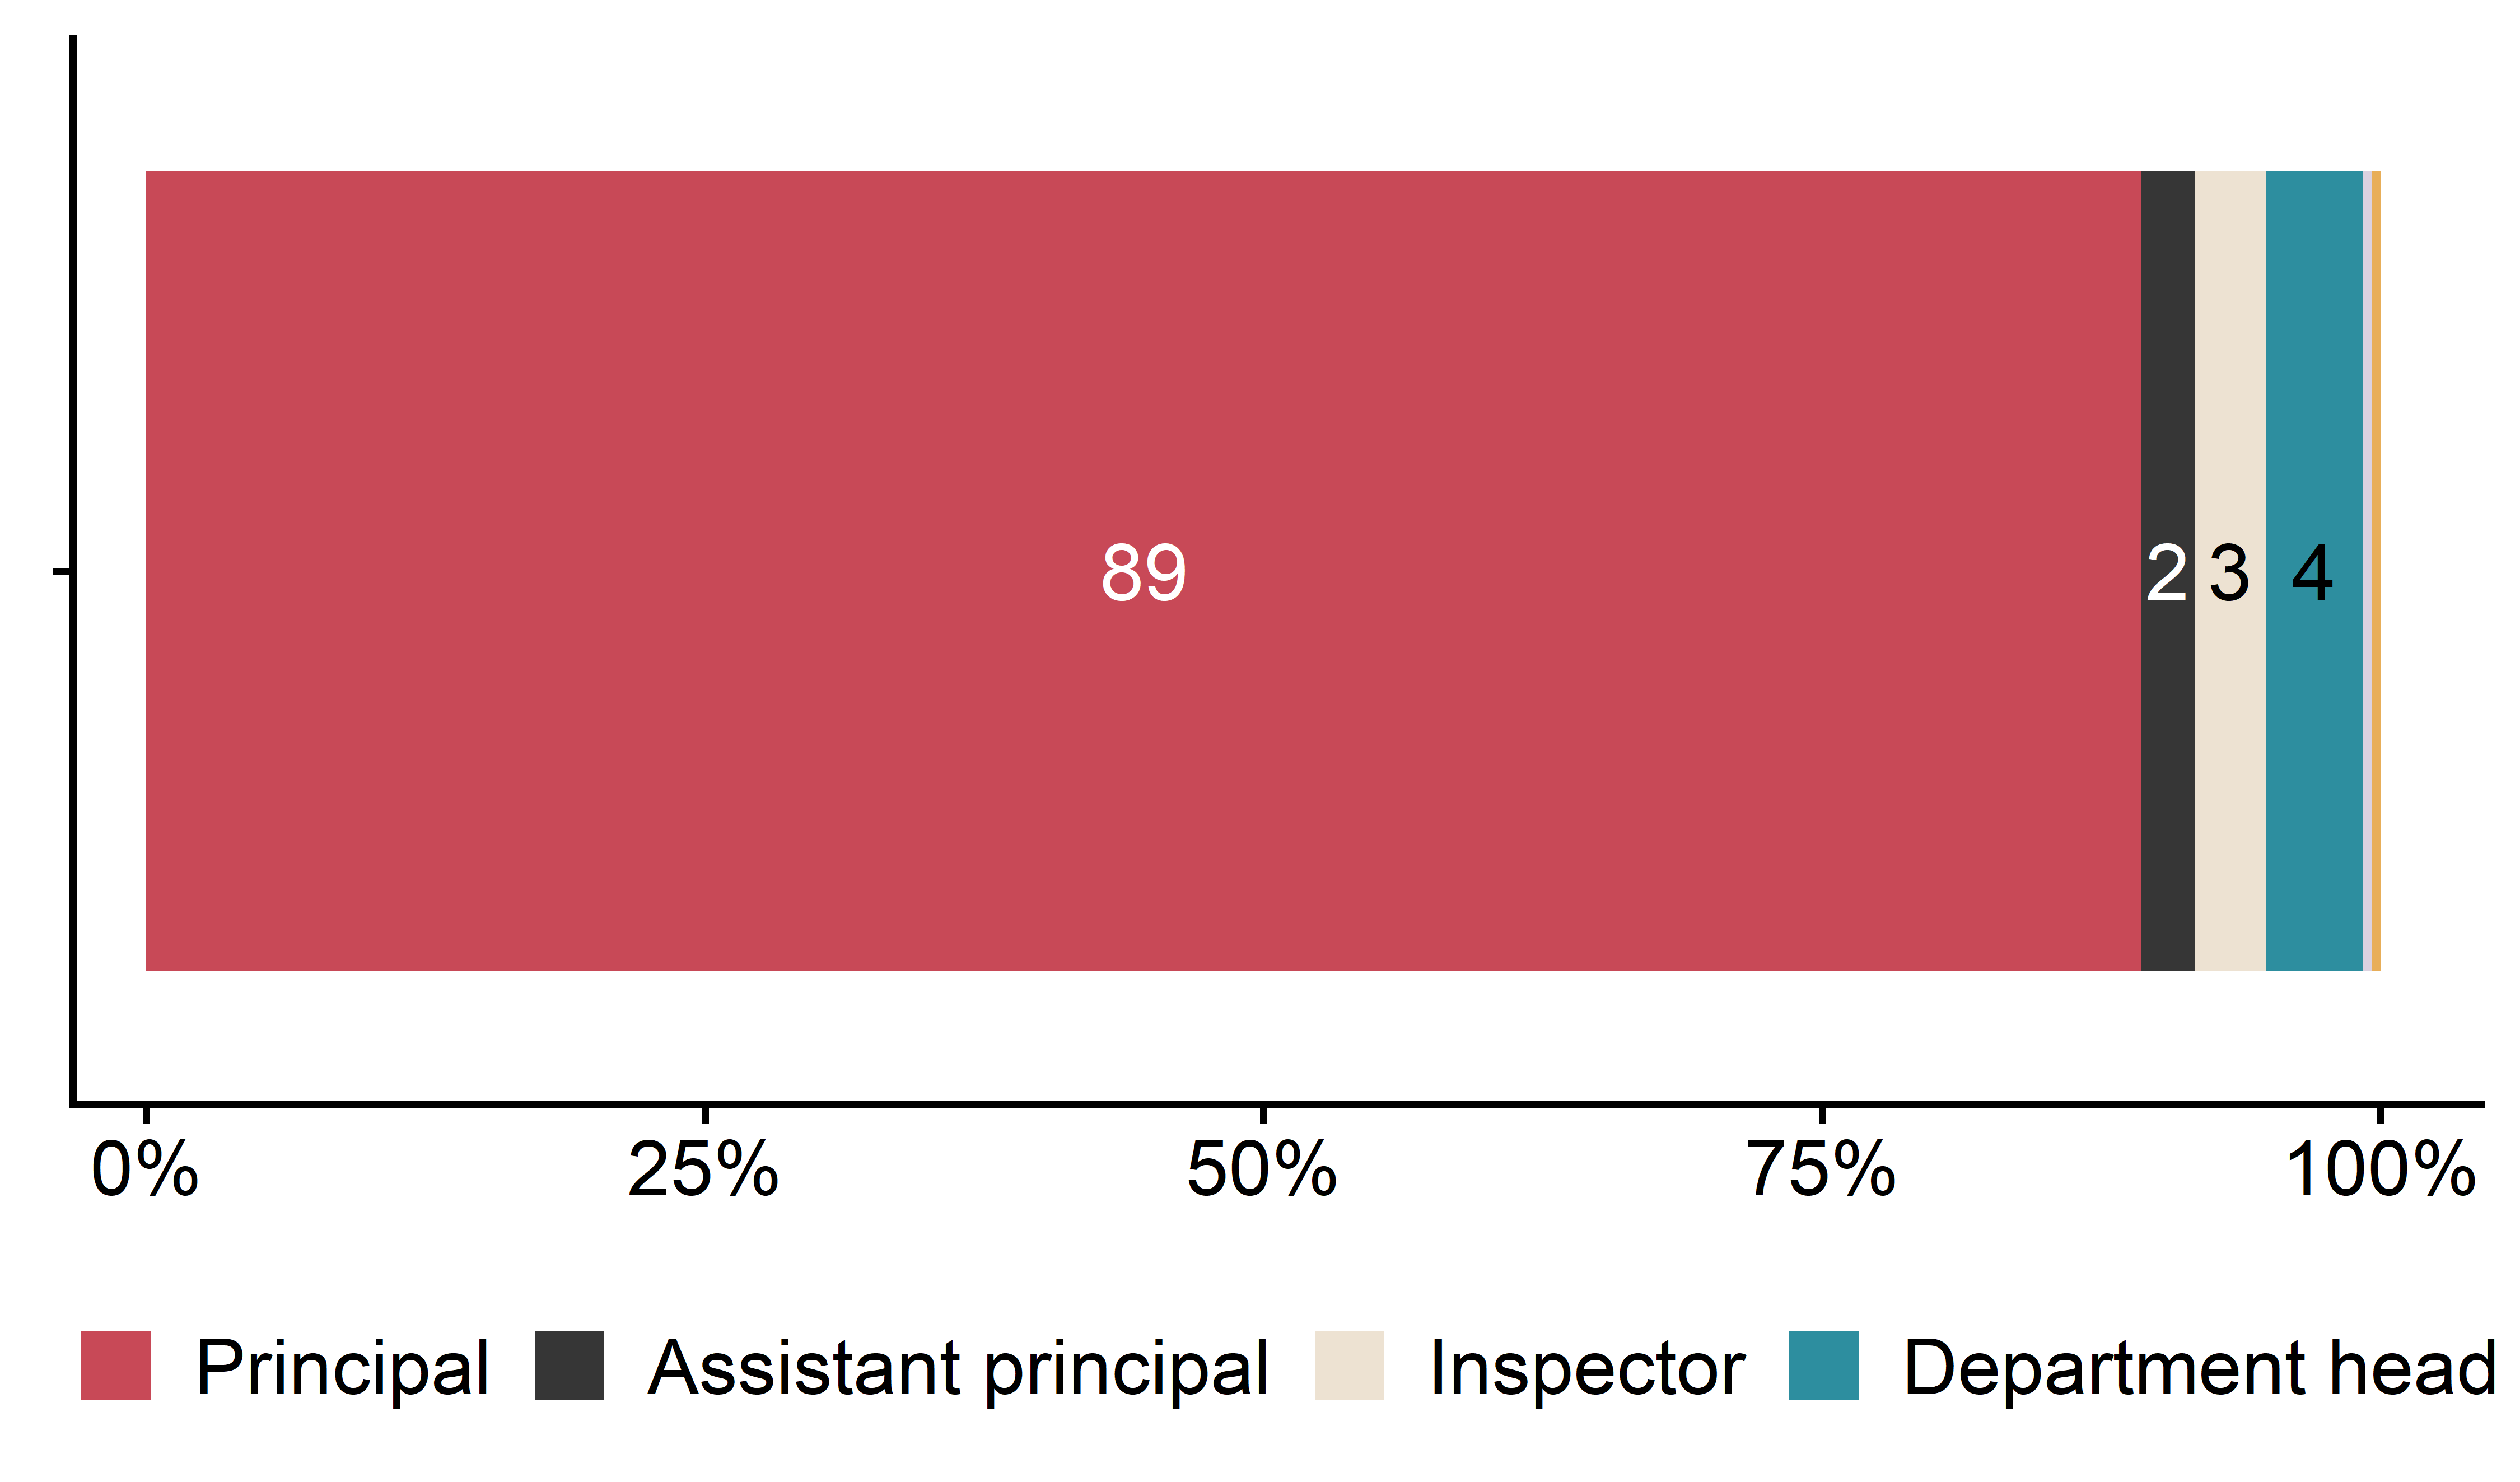 89 2 3 4
0% 25% 50% 75% 100%
Principal Assistant principal Inspector Department head